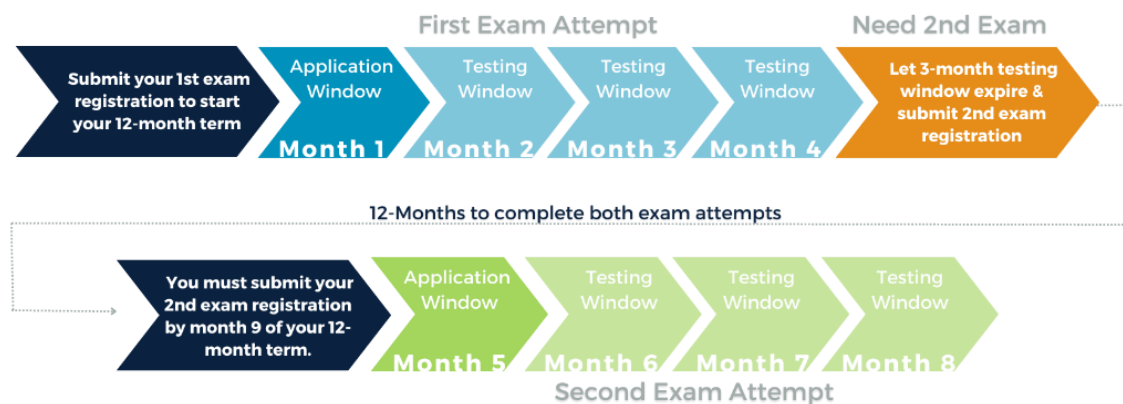 First Exam Attempt
Need 2nd Exam
Submit your 1st exam
registration to start
your 12-month term
Application
Window
Month 1
Testing
Window
Month 2
Testing
Window
Month 3
Testing
Window
Month 4
Let 3-month testing
window expire &
submit 2nd exam
registration
12-Months to complete both exam attempts
You must submit your
2nd exam registration
by month 9 of your 12-
month term.
Application
Window
Month 5
Testing
Window
Month 6
Testing
Window
Month 7
Testing
Window
Month 8
Second Exam Attempt